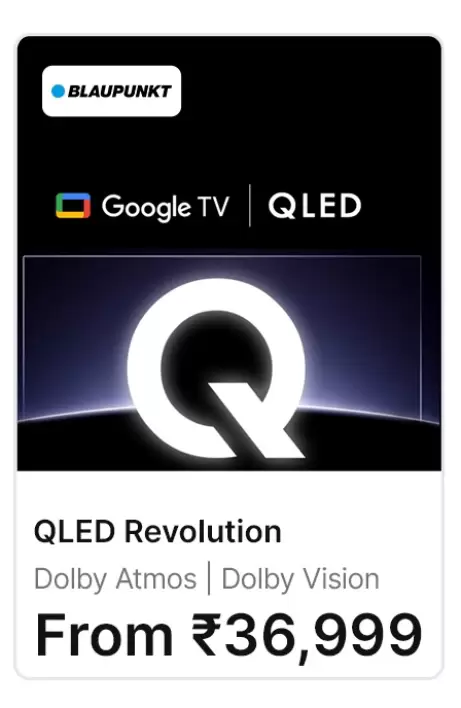 BLAUPUNKT
Google TV | QLED
Q
QLED Revolution
Dolby Atmos | Dolby Vision
From ₹36,999